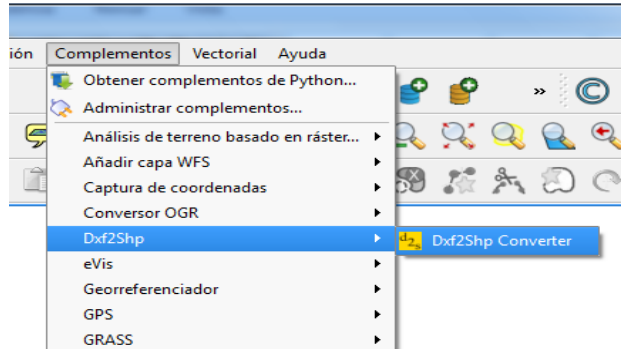 ión Complementos Vectorial Ayuda
Obtener complementos de Python...
Administrar complementos...
»
Análisis de terreno basado en ráster...
Añadir capa WFS
Captura de coordenadas
Conversor OGR
Dxf2Shp
d2s Dxf2Shp Converter
eVis
Georreferenciador
GPS
GRASS